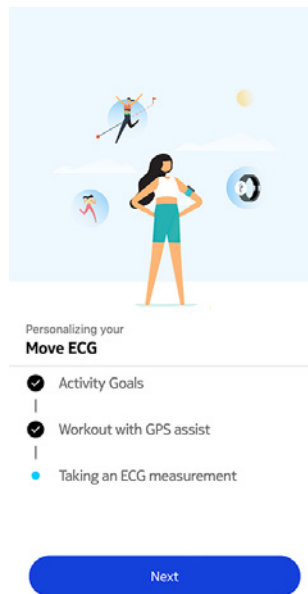 Personalizing your
Move ECG
Activity Goals
Workout with GPS assist
Taking an ECG measurement
Next